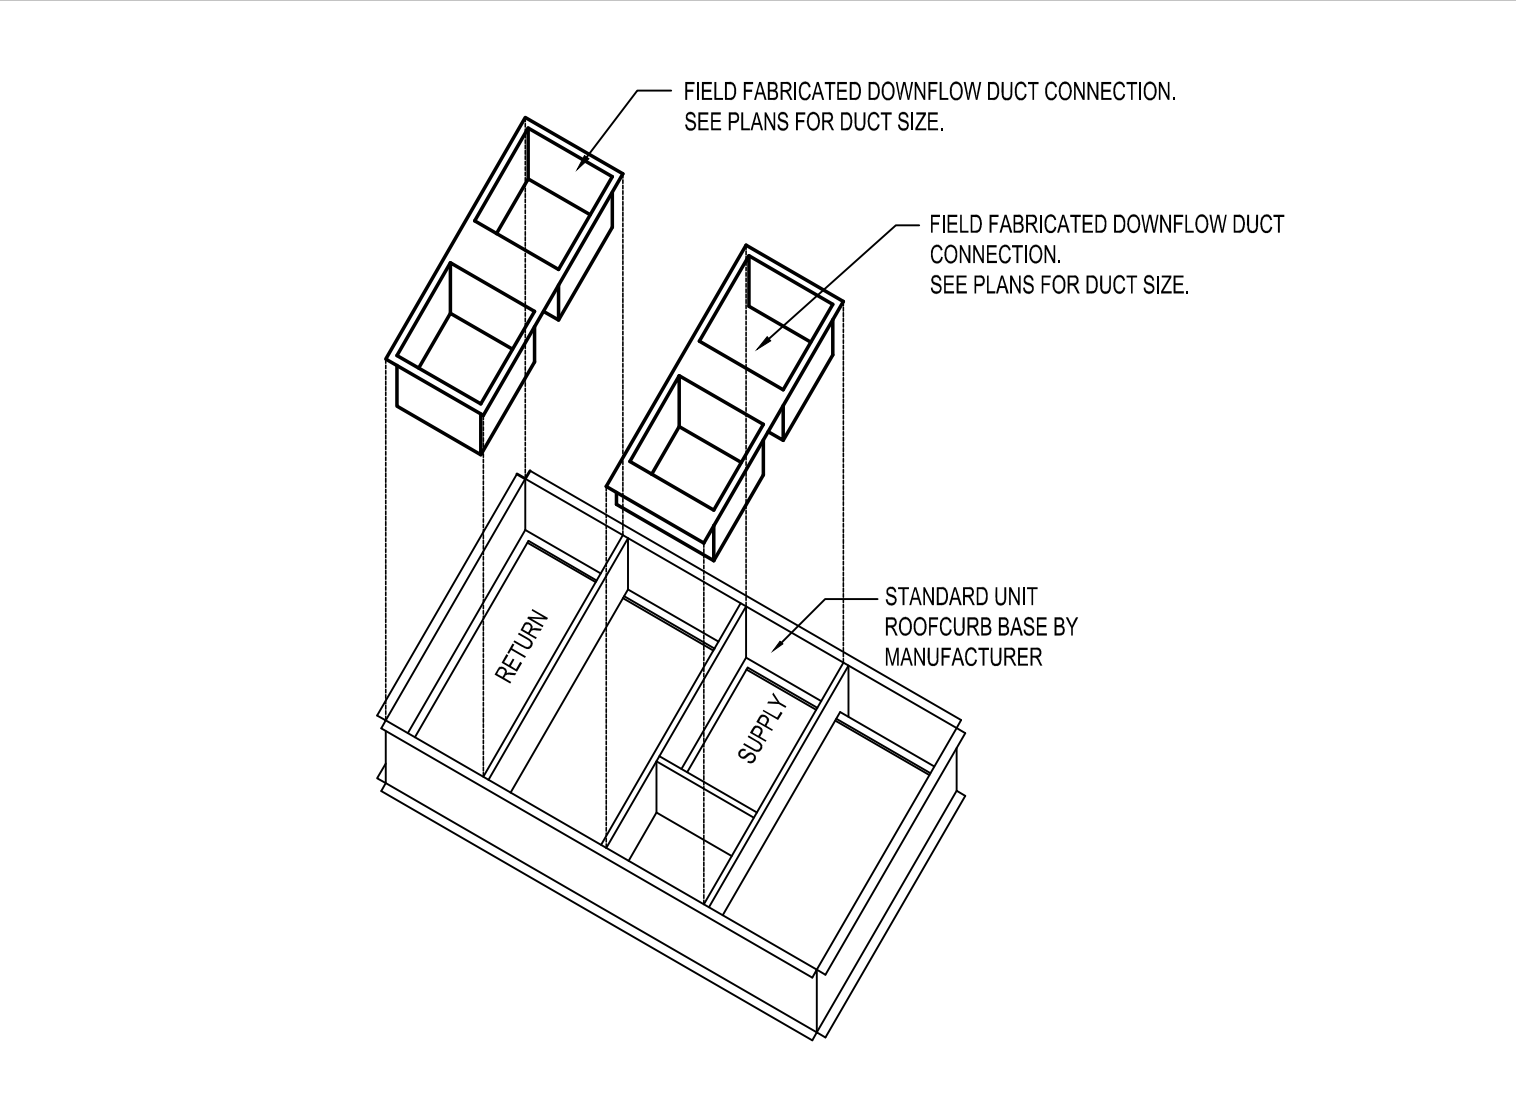 FIELD FABRICATED DOWNFLOW DUCT CONNECTION.
SEE PLANS FOR DUCT SIZE.
FIELD FABRICATED DOWNFLOW DUCT
CONNECTION.
SEE PLANS FOR DUCT SIZE.
STANDARD UNIT
ROOFCURB BASE BY
MANUFACTURER
RETURN
SUPPLY